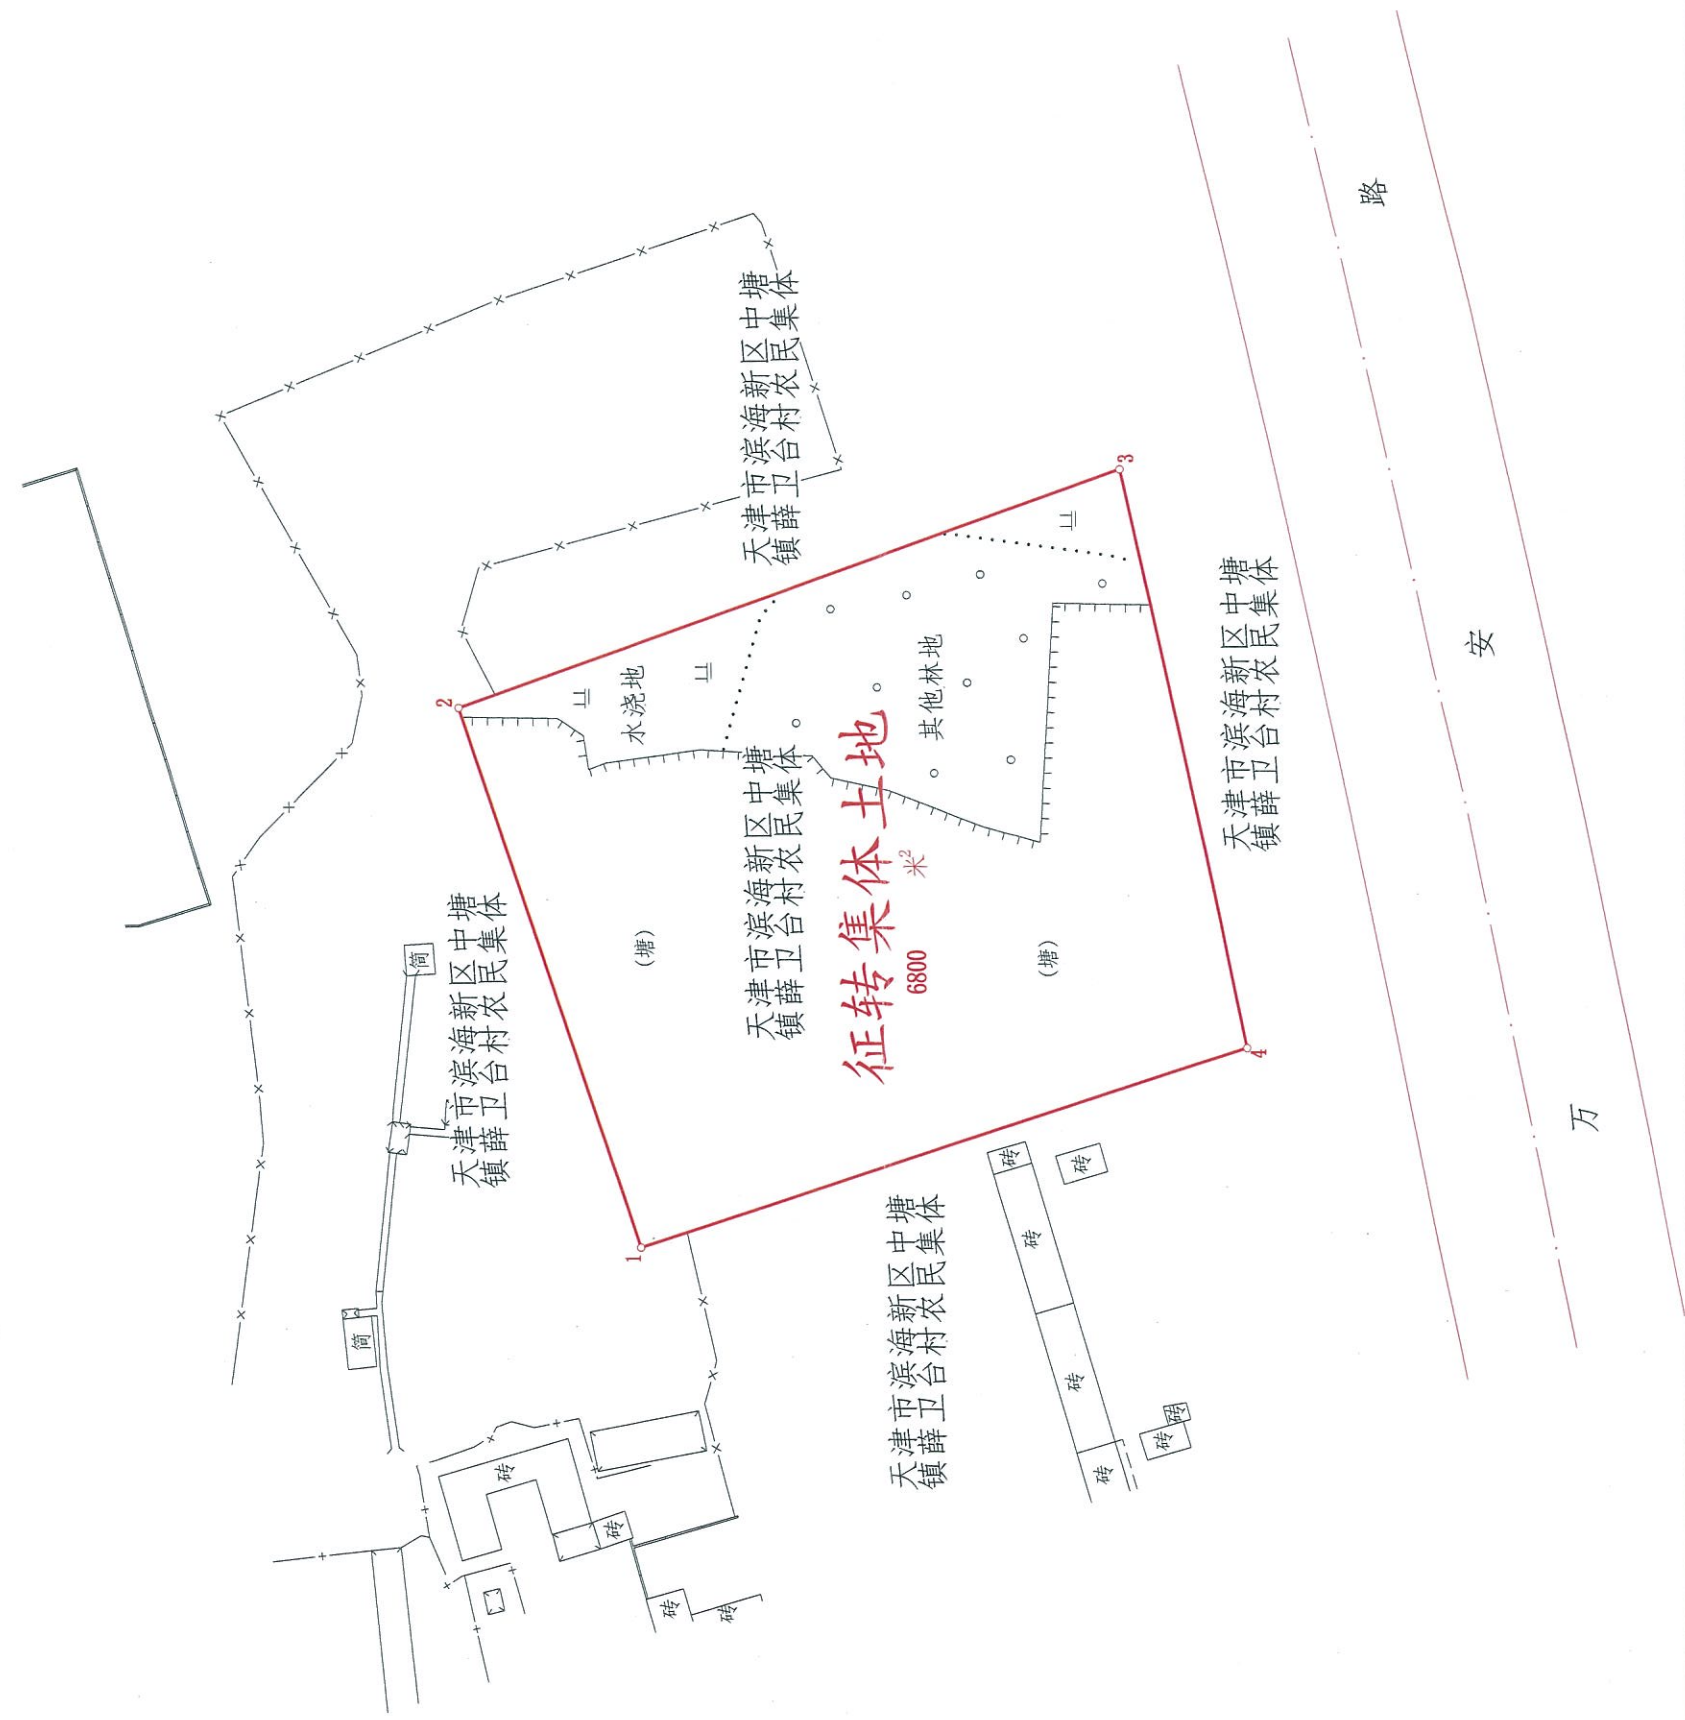 路
安
万
天津市滨海新区中塘
镇薛卫台村农民集体
天津市滨海新区中塘
镇薛卫台村农民集体
天津市滨海新区中塘
镇薛卫台村农民集体
天津市滨海新区中塘
镇薛卫台村农民集体
天津市滨海新区中塘
镇薛卫台村农民集体
征转集体土地
6800
米²
水浇地
其他林地
(塘)
(塘)
1
2
3
4
简
简
砖
砖
砖
砖
砖
砖
砖
砖
砖
砖
砖